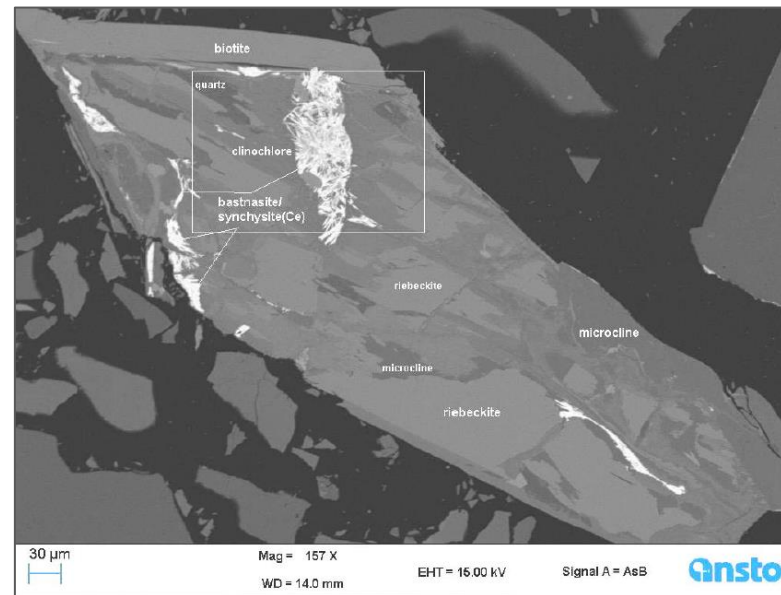 biotite
quartz
clinochlore
bastnasite/
synchysite(Ce)
riebeckite
microcline
microcline
riebeckite
30 µm
Mag = 157 X
WD = 14.0 mm
EHT = 15.00 kV
Signal A = AsB
ansto